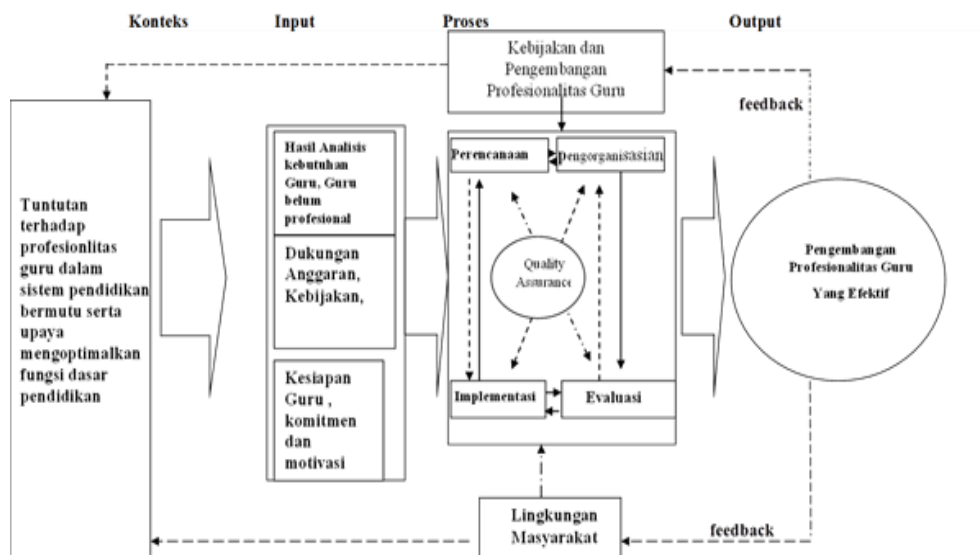 Konteks
Input
Proses
Output
Kebijakan dan
Pengembangan
Profesionalitas Guru
feedback
Tuntutan
terhadap
profesionlitas
guru dalam
sistem pendidikan
bermutu serta
upaya
mengoptimalkan
fungsi dasar
pendidikan
Hasil Analisis
kebutuhan
Guru, Guru
belum
profesional
Dukungan
Anggaran,
Kebijakan,
Kesiapan
Guru ,
komitmen
dan
motivasi
Perencanaan
pengorganisasian
Quality
Assurance
Implementasi
Evaluasi
Pengembangan
Profesionalitas Guru
Yang Efektif
Lingkungan
Masyarakat
feedback